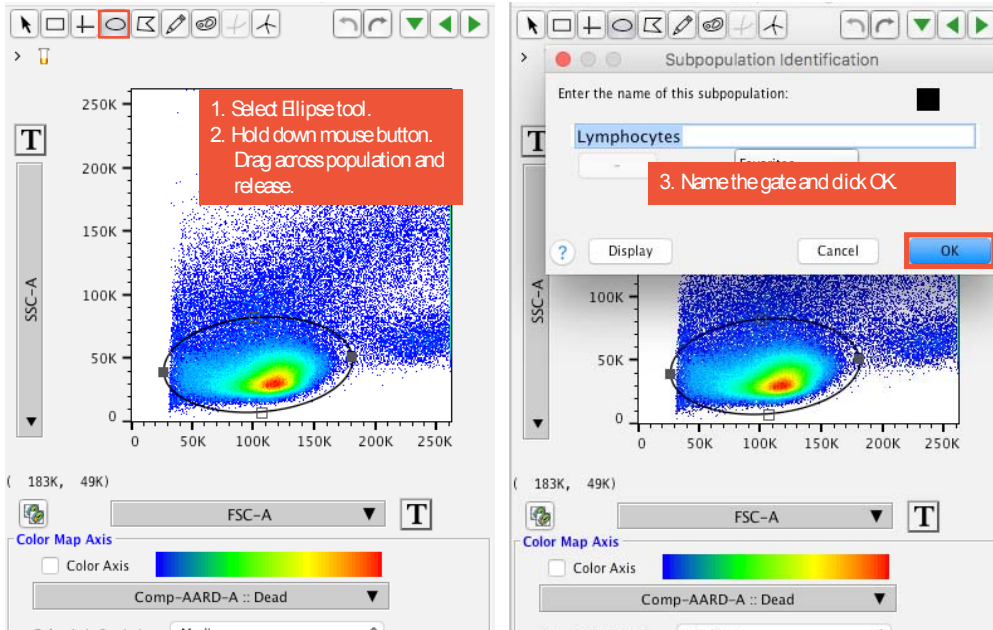 250K
200K
150K
100K
50K
0
SSC-A
T
1. Select Ellipse tool.
2. Hold down mouse button.
Drag across population and
release.
0 50K 100K 150K 200K 250K
( 183K, 49K)
FSC-A
T
Color Map Axis
Color Axis
Comp-AARD-A :: Dead
Subpopulation Identification
Enter the name of this subpopulation:
Lymphocytes
3. Name the gate and click OK.
? Display Cancel OK
T
100K
50K
0
SSC-A
0 50K 100K 150K 200K 250K
( 183K, 49K)
FSC-A
T
Color Map Axis
Color Axis
Comp-AARD-A :: Dead